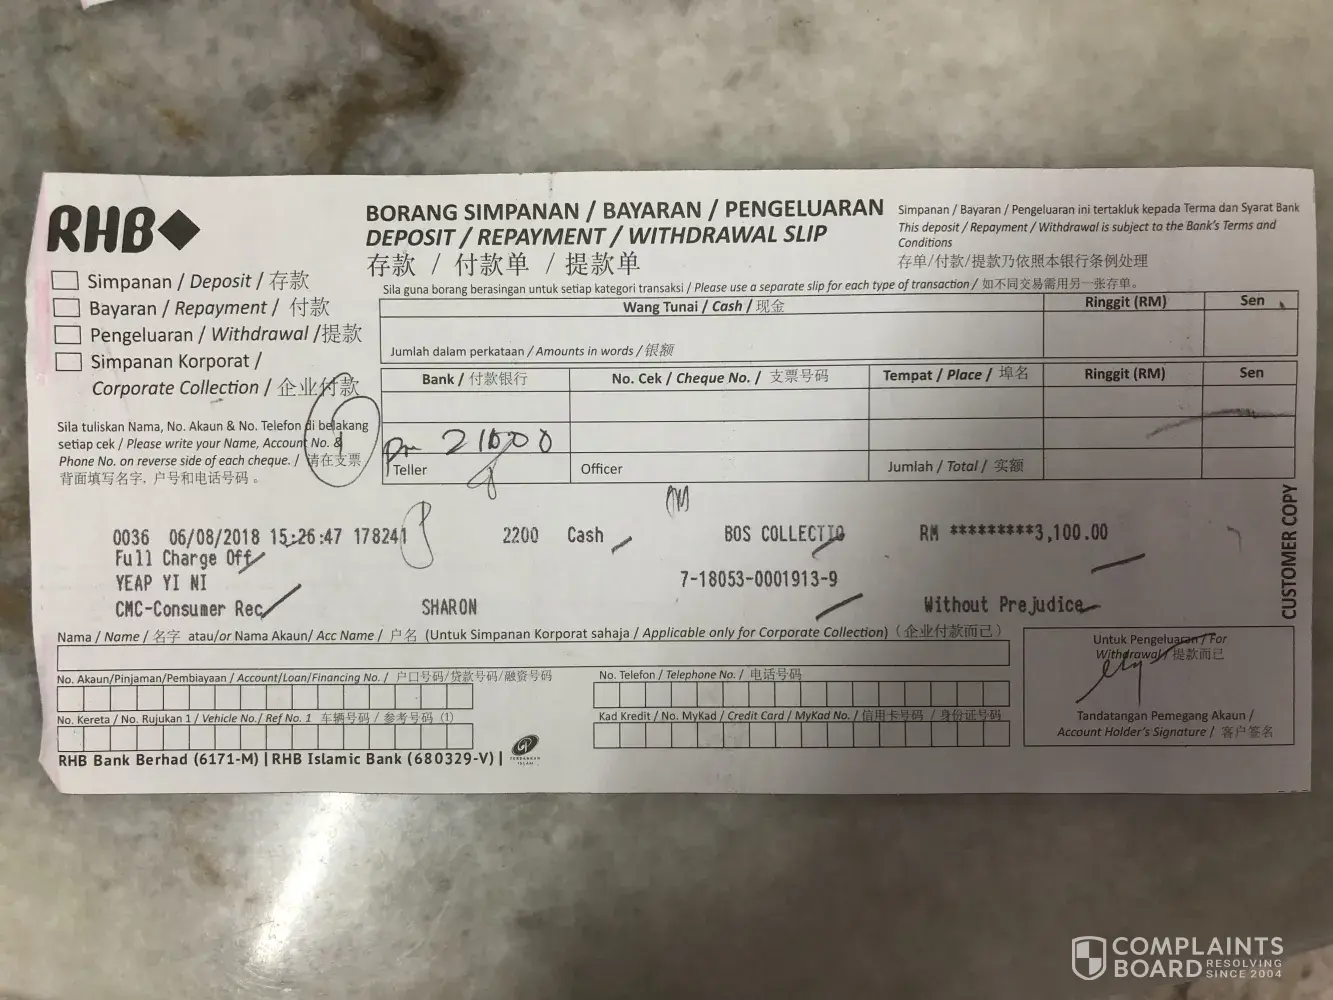 RHB
BORANG SIMPANAN / BAYARAN / PENGELUARAN
DEPOSIT / REPAYMENT / WITHDRAWAL SLIP
存款 / 付款单 / 提款单
Simpanan / Bayaran / Pengeluaran ini tertakluk kepada Terma dan Syarat Bank
This deposit / Repayment / Withdrawal is subject to the Bank's Terms and
Conditions
存单/付款/提款乃依照本银行条例处理
Sila guna borang berasingan untuk setiap kategori transaksi / Please use a separate slip for each type of transaction / 如不同交易需用另一张存单。
Simpanan / Deposit / 存款
Bayaran / Repayment / 付款
Pengeluaran / Withdrawal /提款
Simpanan Korporat /
Corporate Collection / 企业付款
Sila tuliskan Nama, No. Akaun & No. Telefon di belakang
setiap cek / Please write your Name, Account No. &
Phone No. on reverse side of each cheque. / 请在支票
背面填写名字, 户号和电话号码 。
Wang Tunai / Cash / 现金 Ringgit (RM) Sen
Jumlah dalam perkataan / Amounts in words / 银额
Bank / 付款银行 No. Cek / Cheque No. / 支票号码 Tempat / Place / 埠名 Ringgit (RM) Sen
Teller Officer Jumlah / Total / 实额
0036 06/08/2018 15:26:47 178241 2200 Cash BOS COLLECTIO RM *********3,100.00
Full Charge Off
YEAP YI NI 7-18053-0001913-9
CMC-Consumer Rec SHARON Without Prejudice
CUSTOMER COPY
Nama / Name / 名字 atau/or Nama Akaun/ Acc Name / 户名 (Untuk Simpanan Korporat sahaja / Applicable only for Corporate Collection) ( 企业付款而已 )
No. Akaun/Pinjaman/Pembiayaan / Account/Loan/Financing No. / 户口号码/贷款号码/融资号码
No. Telefon / Telephone No. / 电话号码
No. Kereta / No. Rujukan 1 / Vehicle No./ Ref No. 1 车辆号码 / 参考号码 (1)
Kad Kredit / No. MyKad / Credit Card / MyKad No. / 信用卡号码 / 身份证号码
Untuk Pengeluaran / For
Withdrawal / 提款而已
Tandatangan Pemegang Akaun /
Account Holder's Signature / 客户签名
RHB Bank Berhad (6171-M) | RHB Islamic Bank (680329-V) |
COMPLAINTS
BOARD RESOLVING
SINCE 2004